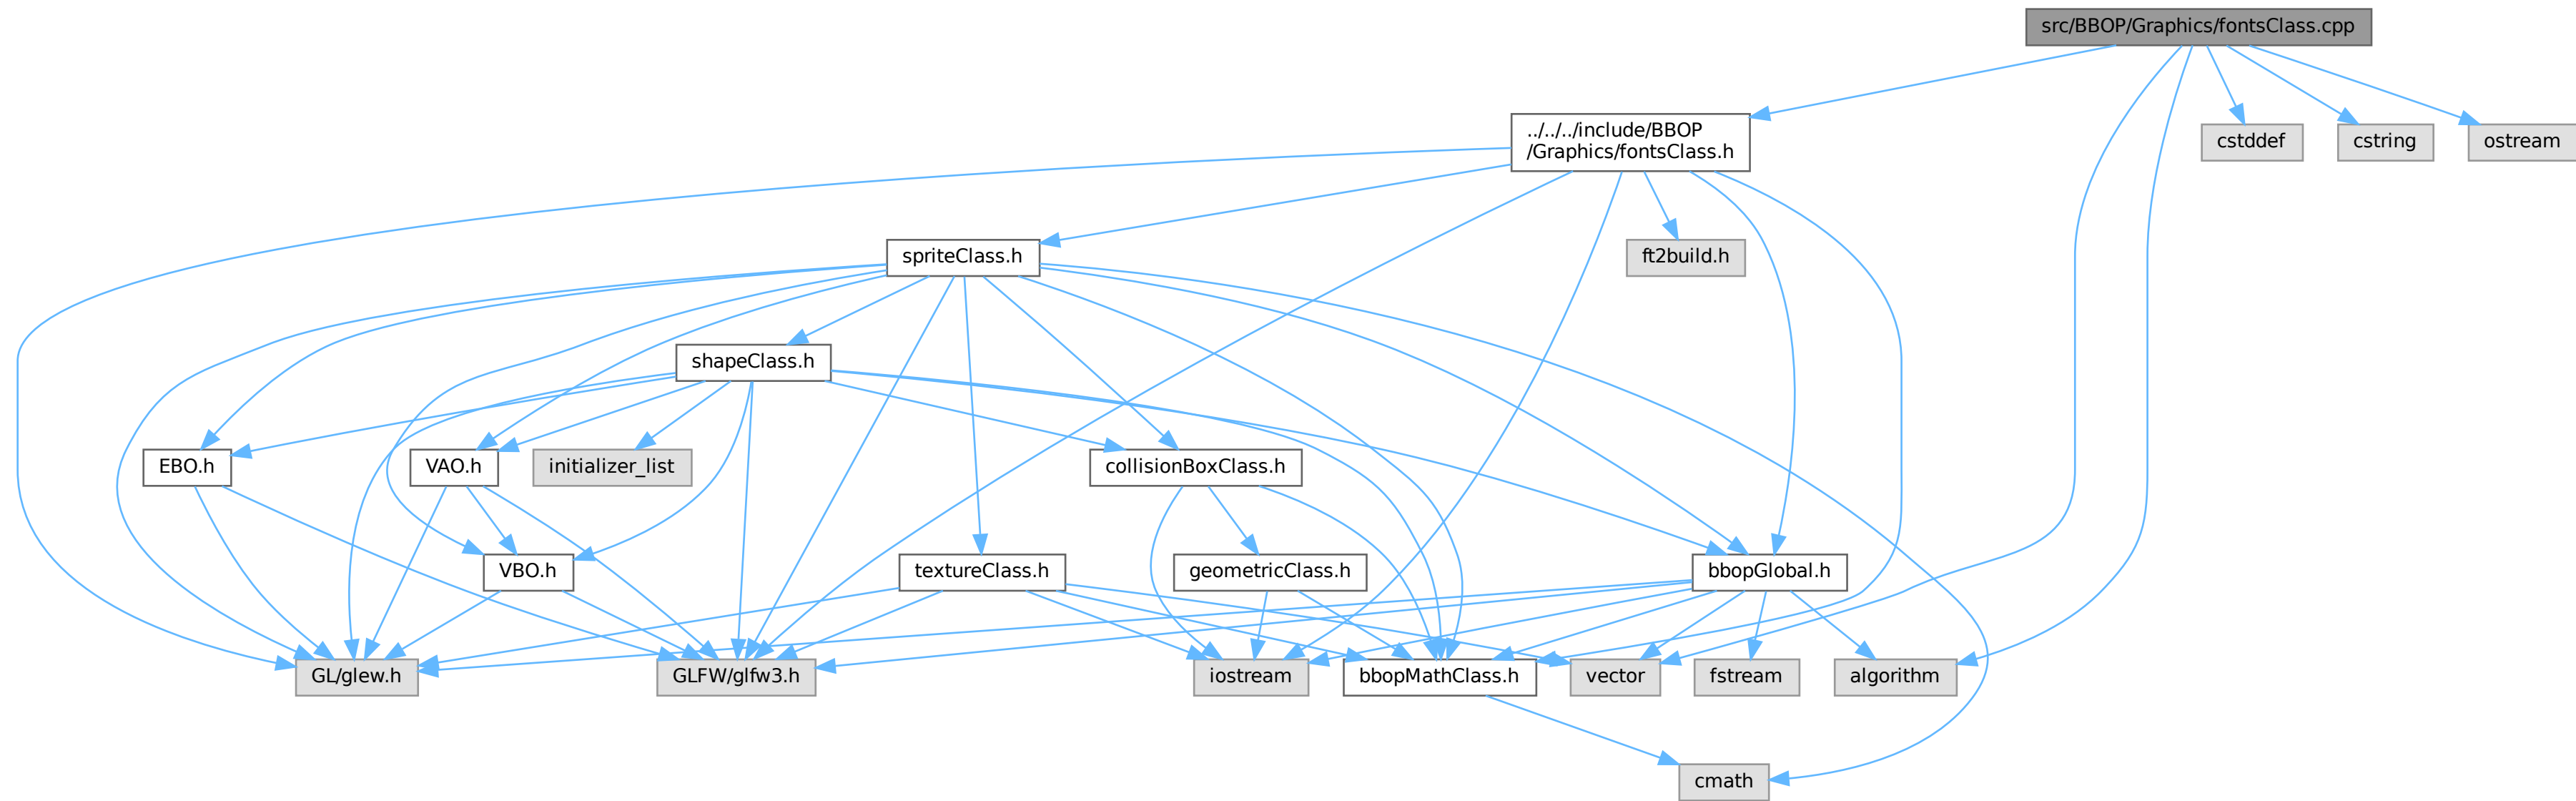 src/BBOP/Graphics/fontsClass.cpp
../../../include/BBOP
/Graphics/fontsClass.h
cstddef
cstring
ostream
spriteClass.h
ft2build.h
shapeClass.h
EBO.h
VAO.h
initializer_list
collisionBoxClass.h
VBO.h
textureClass.h
geometricClass.h
bbopGlobal.h
GL/glew.h
GLFW/glfw3.h
iostream
bbopMathClass.h
vector
fstream
algorithm
cmath